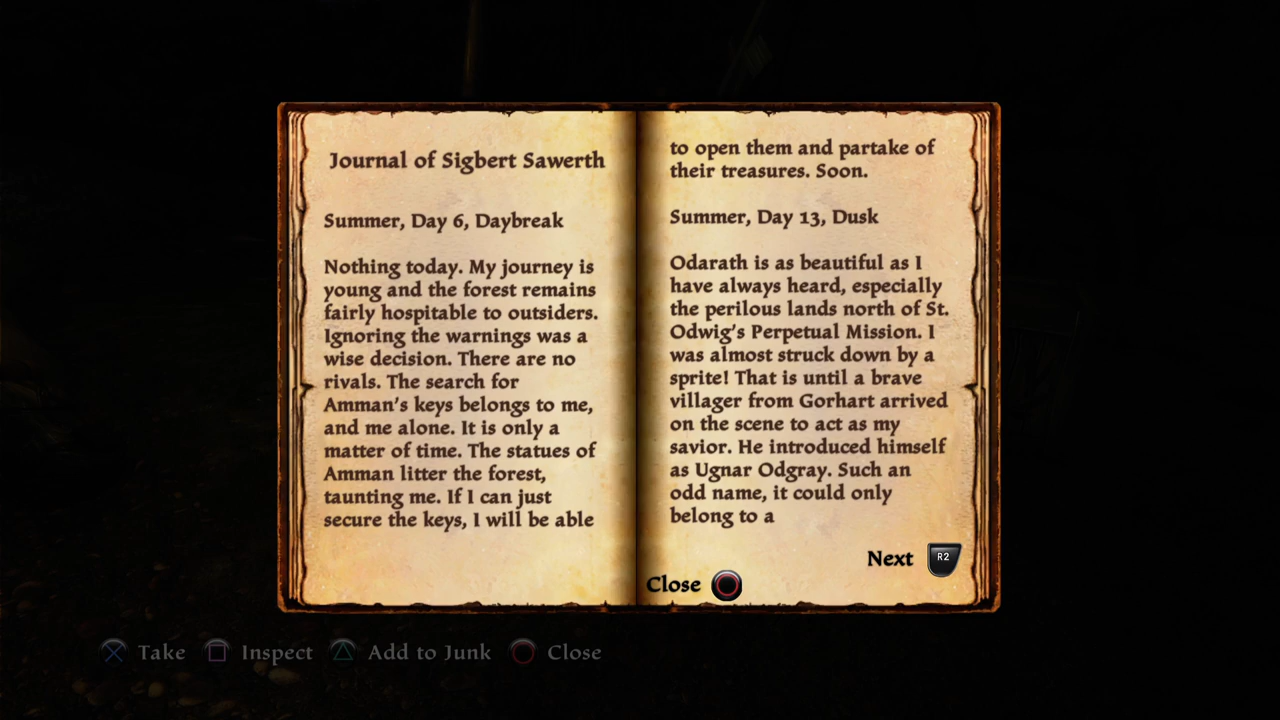 Journal of Sigbert Sawerth
Summer, Day 6, Daybreak
Nothing today. My journey is
young and the forest remains
fairly hospitable to outsiders.
Ignoring the warnings was a
wise decision. There are no
rivals. The search for
Amman's keys belongs to me,
and me alone. It is only a
matter of time. The statues of
Amman litter the forest,
taunting me. If I can just
secure the keys, I will be able
to open them and partake of
their treasures. Soon.
Summer, Day 13, Dusk
Odarath is as beautiful as I
have always heard, especially
the perilous lands north of St.
Odwig's Perpetual Mission. I
was almost struck down by a
sprite! That is until a brave
villager from Gorhart arrived
on the scene to act as my
savior. He introduced himself
as Ugnar Odgray. Such an
odd name, it could only
belong to a
Next R2
Close
Take Inspect Add to Junk Close